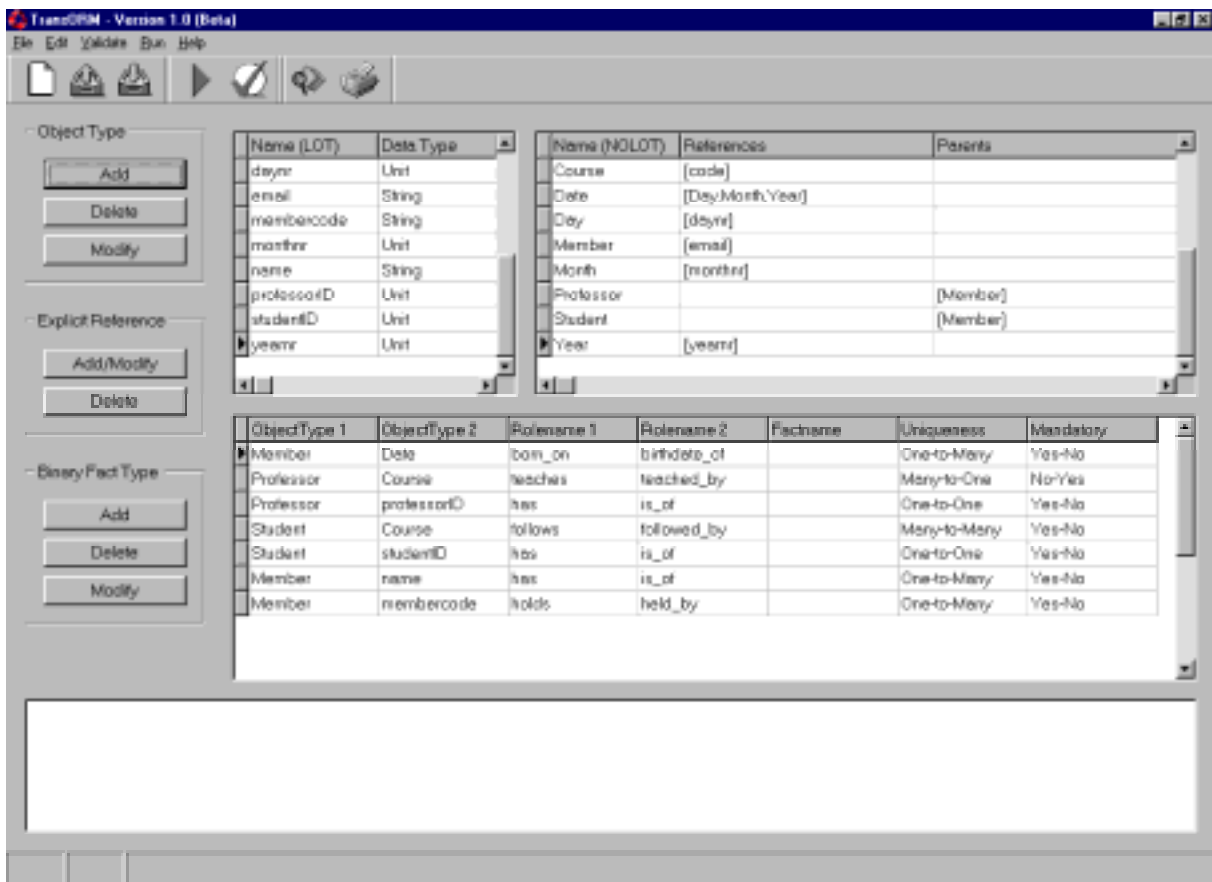 TransORM - Version 1.0 (Beta)
File Edit Validate Run Help
Object Type
Add
Delete
Modify
Explicit Reference
Add/Modify
Delete
Binary Fact Type
Add
Delete
Modify
Name (LOT) Data Type
daynr Unit
email String
membercode String
monthnr Unit
name String
professorID Unit
studentID Unit
yearnr Unit
Name (NOLOT) References Parents
Course [code]
Date [Day,Month,Year]
Day [daynr]
Member [email]
Month [monthnr]
Professor [Member]
Student [Member]
Year [yearnr]
ObjectType 1 ObjectType 2 Rolename 1 Rolename 2 Factname Uniqueness Mandatory
Member Date born_on birthdate_of One-to-Many Yes-No
Professor Course teaches teached_by Many-to-One No-Yes
Professor professorID has is_of One-to-One Yes-No
Student Course follows followed_by Many-to-Many Yes-No
Student studentID has is_of One-to-One Yes-No
Member name has is_of One-to-Many Yes-No
Member membercode holds held_by One-to-Many Yes-No